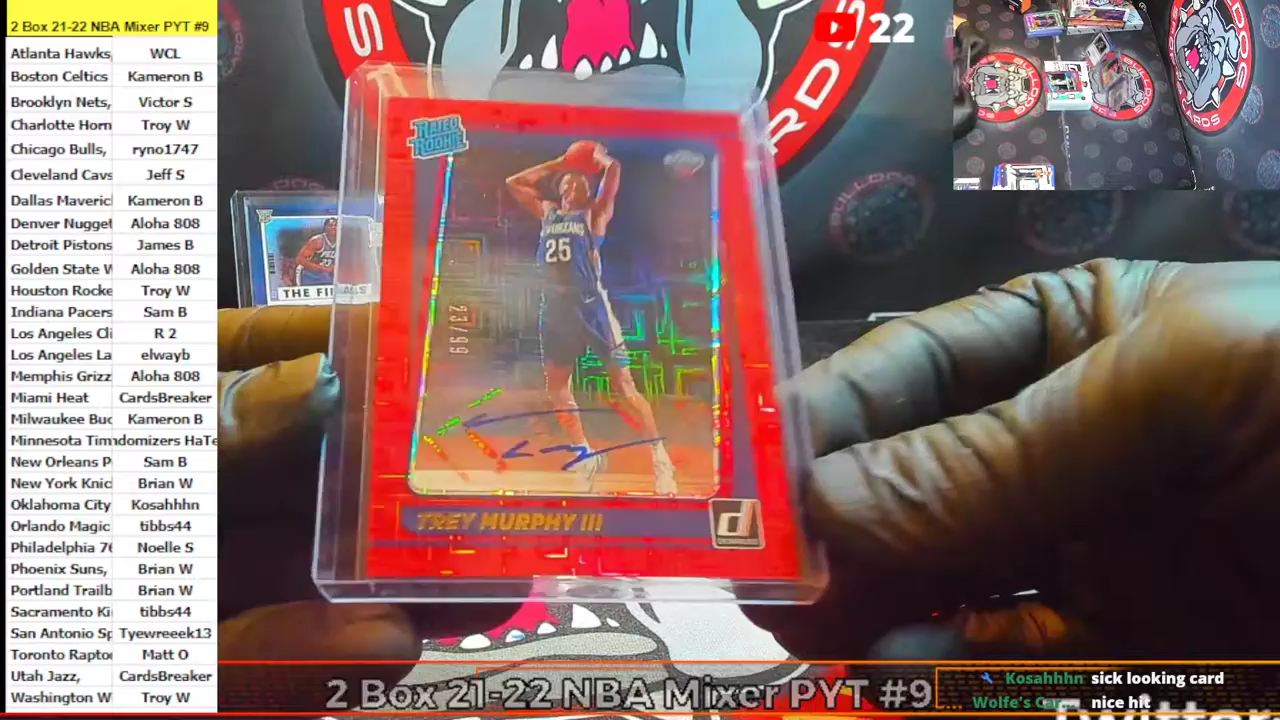 2 Box 21-22 NBA Mixer PYT #9
Atlanta Hawks, WCL
Boston Celtics Kameron B
Brooklyn Nets, Victor S
Charlotte Horn Troy W
Chicago Bulls, ryno1747
Cleveland Cavs Jeff S
Dallas Maveric Kameron B
Denver Nugget Aloha 808
Detroit Pistons James B
Golden State W Aloha 808
Houston Rocke Troy W
Indiana Pacers Sam B
Los Angeles Cli R 2
Los Angeles La elwayb
Memphis Grizz Aloha 808
Miami Heat CardsBreaker
Milwaukee Buc Kameron B
Minnesota Tim domizers HaTe
New Orleans P Sam B
New York Knic Brian W
Oklahoma City Kosahhhn
Orlando Magic tibbs44
Philadelphia 76 Noelle S
Phoenix Suns, Brian W
Portland Trailb Brian W
Sacramento Ki tibbs44
San Antonio Sp Tyewreeek13
Toronto Rapto Matt O
Utah Jazz, CardsBreaker
Washington W Troy W
22
RATED
ROOKIE
25
23/99
TREY MURPHY III
d
THE FINALS
CARDS
BULLDOG
CARDS
2 Box 21-22 NBA Mixer PYT #9
Kosahhhn sick looking card
Wolfe's Car... nice hit